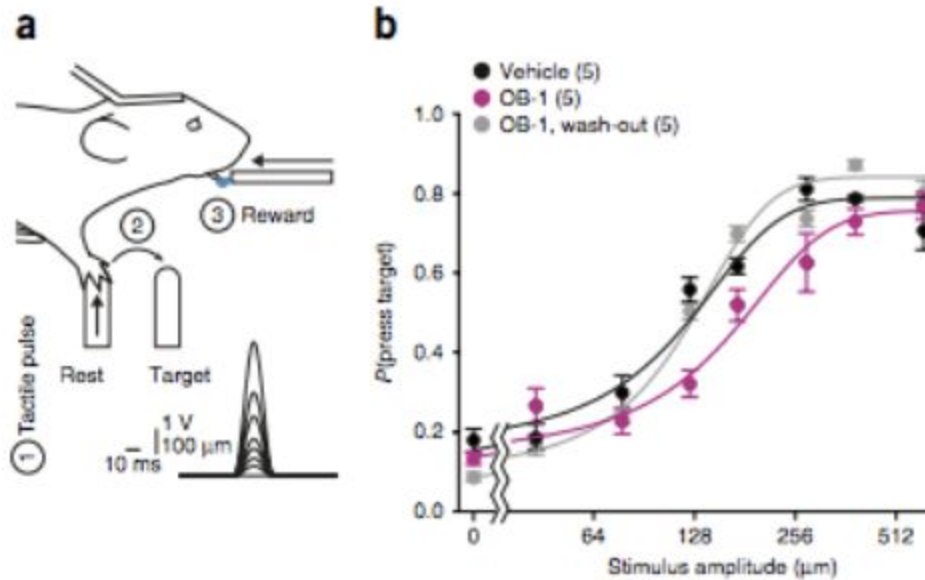 a
b
Vehicle (5)
OB-1 (5)
OB-1, wash-out (5)
1.0
0.8
0.6
0.4
0.2
0.0
P(press target)
0
64
128
256
512
Stimulus amplitude (μm)
2
3 Reward
Rest
Target
1 Tactile pulse
1 V
100 μm
10 ms